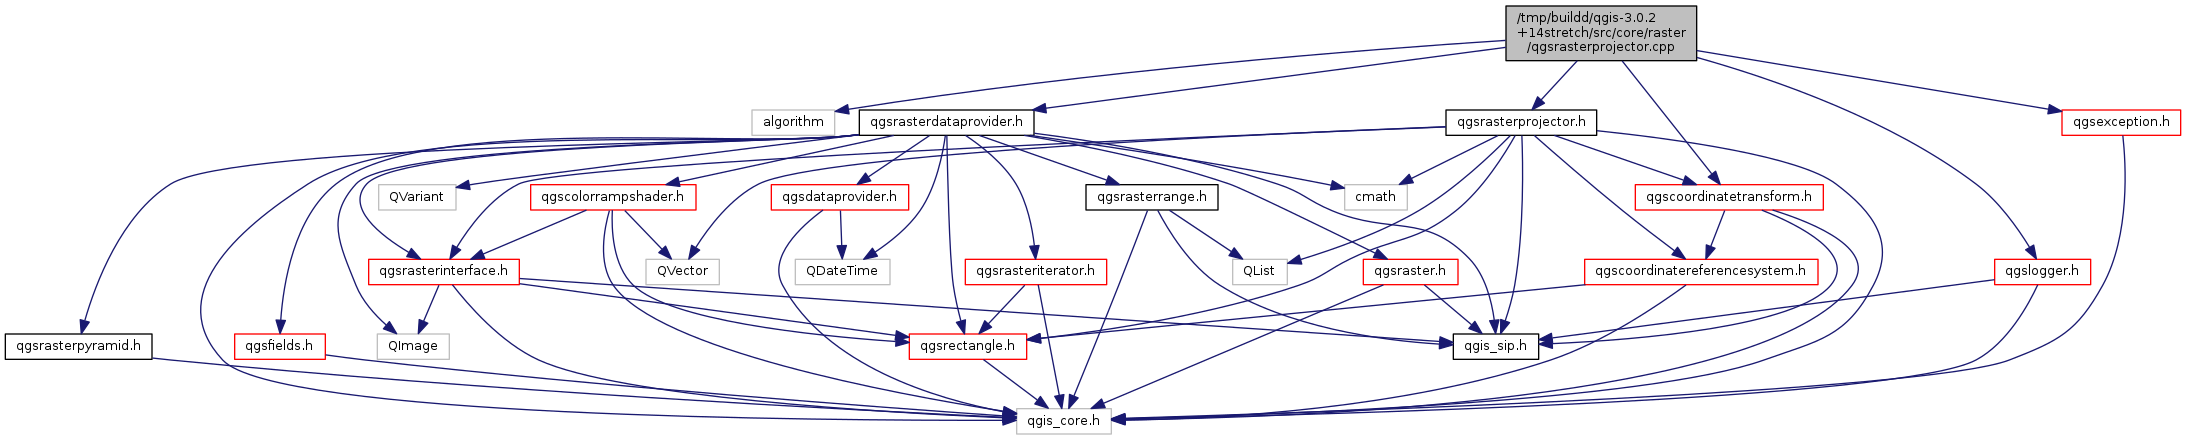 /tmp/buildd/qgis-3.0.2
+14stretch/src/core/raster
/qgsrasterprojector.cpp
algorithm
qgsrasterdataprovider.h
qgsrasterprojector.h
qgsexception.h
QVariant
qgscolorrampshader.h
qgsdataprovider.h
qgsrasterrange.h
cmath
qgscoordinatetransform.h
qgsrasterinterface.h
QVector
QDateTime
qgsrasteriterator.h
QList
qgsraster.h
qgscoordinatereferencesystem.h
qgslogger.h
qgsrasterpyramid.h
qgsfields.h
QImage
qgsrectangle.h
qgis_sip.h
qgis_core.h